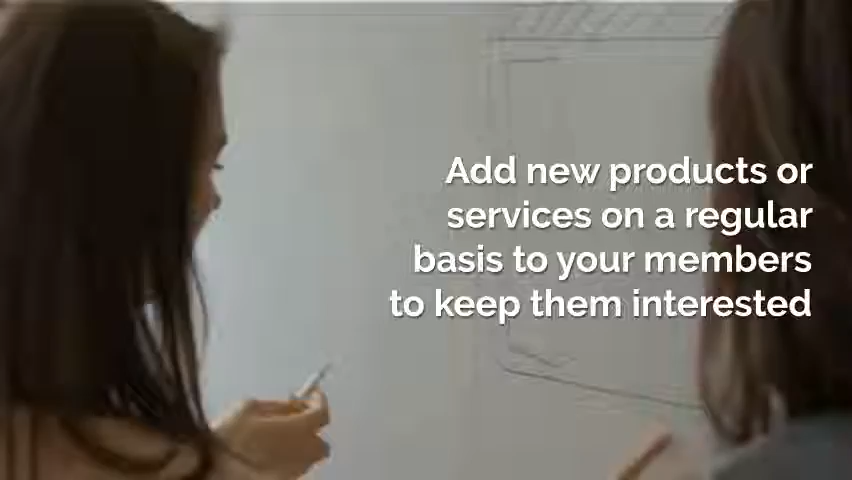 Add new products or
services on a regular
basis to your members
to keep them interested